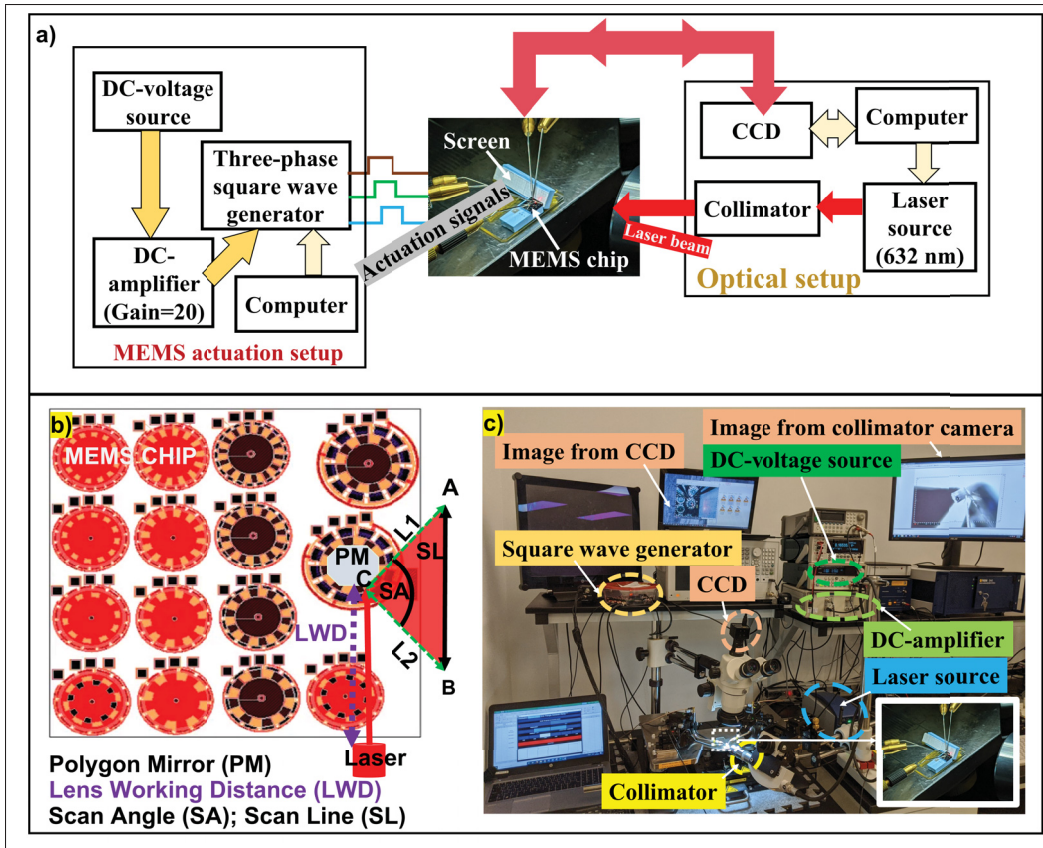 a)
DC-voltage
source
Three-phase
square wave
generator
DC-
amplifier
(Gain=20)
Computer
MEMS actuation setup
Actuation signals
Screen
MEMS chip
Laser beam
CCD
Computer
Collimator
Laser
source
(632 nm)
Optical setup
b)
MEMS CHIP
PM
C
SA
L1
SL
L2
A
B
LWD
Laser
Polygon Mirror (PM)
Lens Working Distance (LWD)
Scan Angle (SA); Scan Line (SL)
c)
Image from collimator camera
Image from CCD
DC-voltage source
Square wave generator
CCD
DC-amplifier
Laser source
Collimator